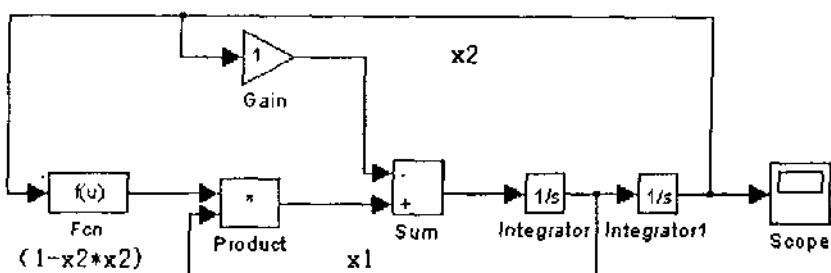 x2
1
Gain
f(u)
Fcn
(1-x2*x2)
*
Product
x1
-
+
Sum
1/s
Integrator
1/s
Integrator1
Scope